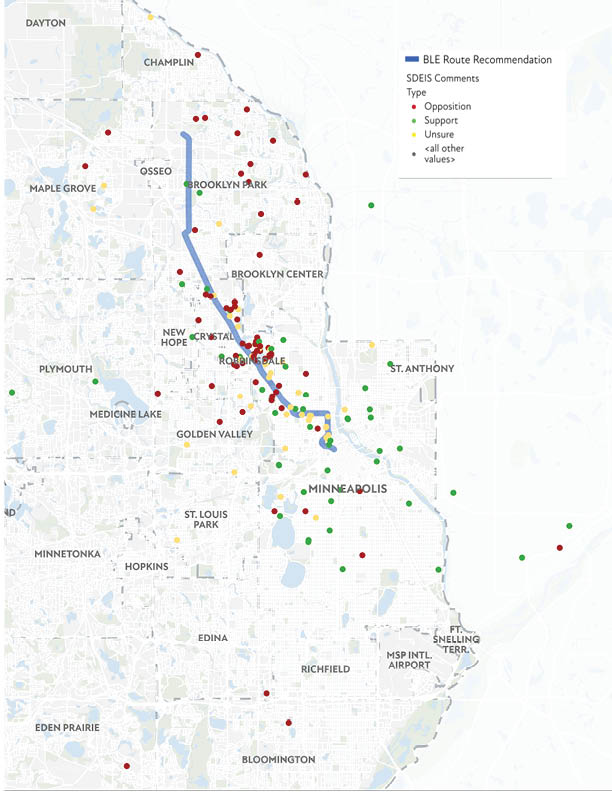 DAYTON
CHAMPLIN
BLE Route Recommendation
SDEIS Comments
Type
Opposition
Support
Unsure
<all other
values>
OSSEO
MAPLE GROVE
BROOKLYN PARK
BROOKLYN CENTER
NEW
HOPE
CRYSTAL
ROBBINSDALE
PLYMOUTH
ST. ANTHONY
MEDICINE LAKE
GOLDEN VALLEY
MINNEAPOLIS
ND
ST. LOUIS
PARK
MINNETONKA
HOPKINS
EDINA
FT.
SNELLING
TERR.
MSP INTL.
AIRPORT
RICHFIELD
EDEN PRAIRIE
BLOOMINGTON